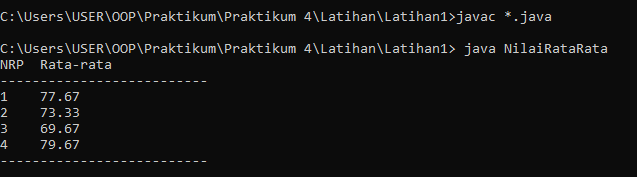 C:\Users\USER\OOP\Praktikum\Praktikum 4\Latihan\Latihan1>javac *.java
C:\Users\USER\OOP\Praktikum\Praktikum 4\Latihan\Latihan1> java NilaiRataRata
NRP  Rata-rata
--------------------------
1    77.67
2    73.33
3    69.67
4    79.67
--------------------------